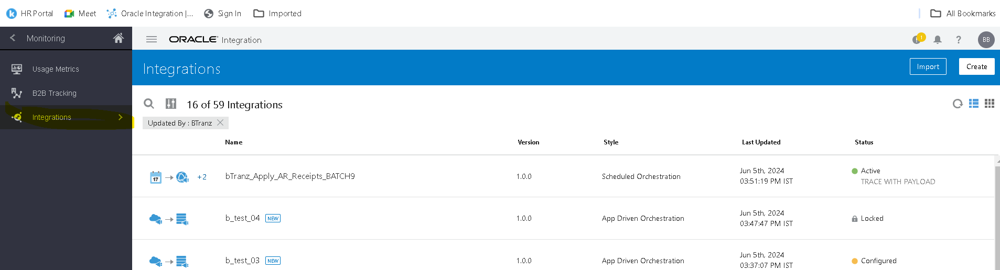 HR Portal Meet Oracle Integration |... Sign In Imported All Bookmarks
Monitoring
ORACLE Integration 1 ? BB
Usage Metrics
B2B Tracking
Integrations
Integrations Import Create
16 of 59 Integrations
Updated By : BTranz
Name Version Style Last Updated Status
17 +2 bTranz_Apply_AR_Receipts_BATCH9 1.0.0 Scheduled Orchestration Jun 5th, 2024 Active
03:51:19 PM IST TRACE WITH PAYLOAD
b_test_04 NEW 1.0.0 App Driven Orchestration Jun 5th, 2024 Locked
03:47:47 PM IST
b_test_03 NEW 1.0.0 App Driven Orchestration Jun 5th, 2024 Configured
03:37:07 PM IST